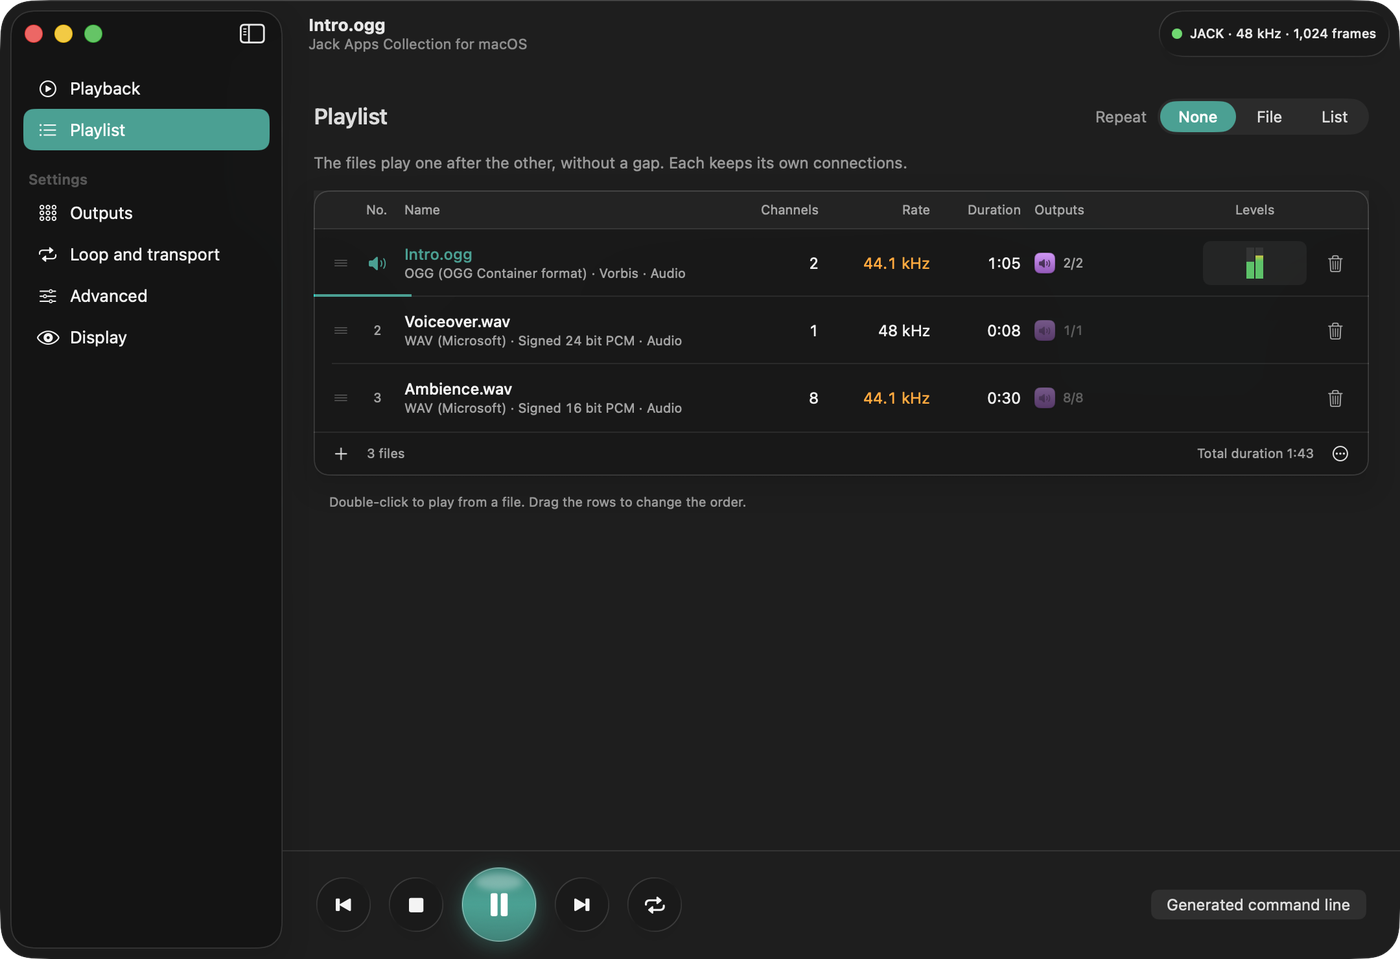 Intro.ogg
Jack Apps Collection for macOS
JACK · 48 kHz · 1,024 frames
Playback
Playlist
Settings
Outputs
Loop and transport
Advanced
Display
Playlist
Repeat None File List
The files play one after the other, without a gap. Each keeps its own connections.
No. Name Channels Rate Duration Outputs Levels
Intro.ogg
OGG (OGG Container format) · Vorbis · Audio
2 44.1 kHz 1:05 2/2
2 Voiceover.wav
WAV (Microsoft) · Signed 24 bit PCM · Audio
1 48 kHz 0:08 1/1
3 Ambience.wav
WAV (Microsoft) · Signed 16 bit PCM · Audio
8 44.1 kHz 0:30 8/8
3 files
Total duration 1:43
Double-click to play from a file. Drag the rows to change the order.
Generated command line